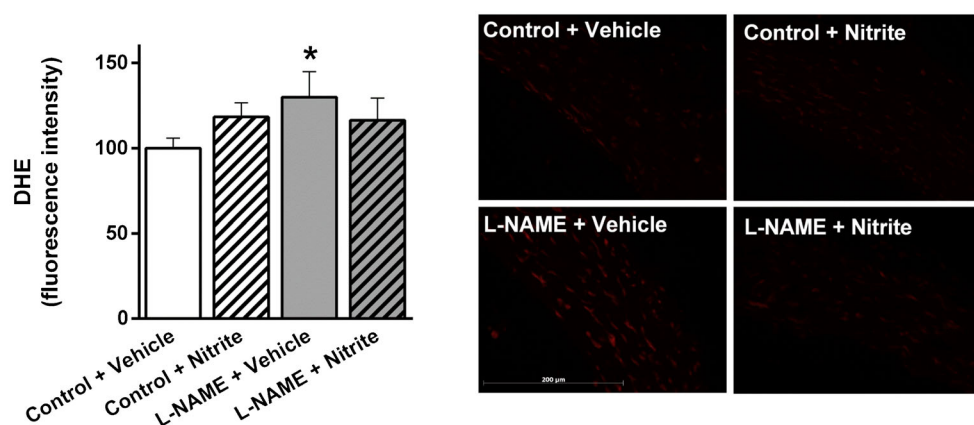 DHE
(fluorescence intensity)
150
100
50
0
*
Control + Vehicle
Control + Nitrite
L-NAME + Vehicle
L-NAME + Nitrite
Control + Vehicle
Control + Nitrite
L-NAME + Vehicle
L-NAME + Nitrite
200 µm